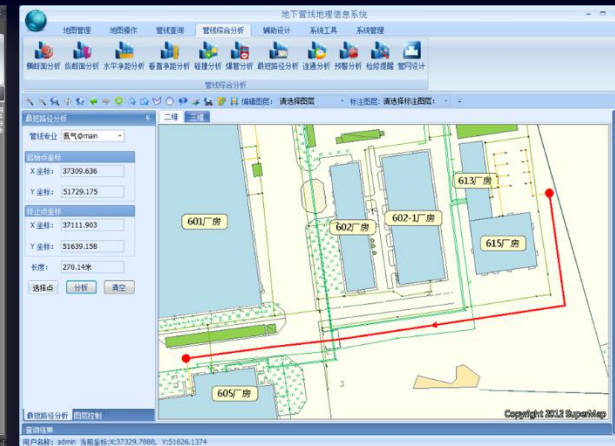 地下管线地理信息系统
地图管理 地图操作 管线查询 管线综合分析 辅助设计 系统工具 系统管理
横断面分析 纵断面分析 水平净距分析 垂直净距分析 碰撞分析 爆管分析 最短路径分析 连通分析 预警分析 检修提醒 管网设计
管线综合分析
编辑图层: 请选择图层 标注图层: 请选择标注图层:
最短路径分析
二维 三维
管线专业 氮气@main
起始点坐标
X 坐标: 37309.636
Y 坐标: 51729.175
终止点坐标
X 坐标: 37111.903
Y 坐标: 51639.158
长度: 270.14米
选择点 分析 清空
601厂房
602厂房
602-1厂房
613厂房
615厂房
605厂房
Copyright 2012 SuperMap
最短路径分析 图层控制
查询结果
用户名称: admin 当前坐标:X:37329.7888, Y:51626.1374